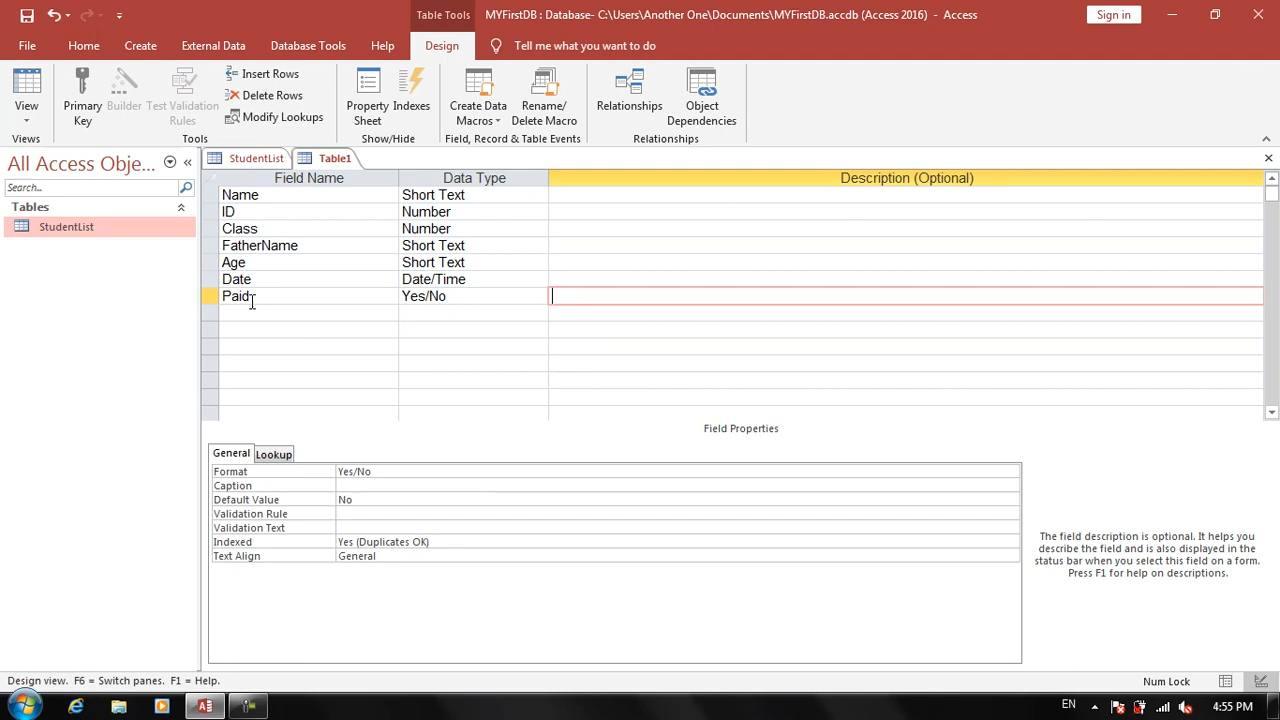 Table Tools
MYFirstDB : Database- C:\Users\Another One\Documents\MYFirstDB.accdb (Access 2016) - Access
Sign in
File
Home
Create
External Data
Database Tools
Help
Design
Tell me what you want to do
View
Primary Key
Builder
Test Validation Rules
Insert Rows
Delete Rows
Modify Lookups
Property Sheet
Indexes
Create Data Macros
Rename/ Delete Macro
Relationships
Object Dependencies
Views
Tools
Show/Hide
Field, Record & Table Events
Relationships
All Access Obje...
Search...
Tables
StudentList
StudentList
Table1
Field Name Data Type Description (Optional)
Name Short Text
ID Number
Class Number
FatherName Short Text
Age Short Text
Date Date/Time
Paid Yes/No
Field Properties
General Lookup
Format Yes/No
Caption
Default Value No
Validation Rule
Validation Text
Indexed Yes (Duplicates OK)
Text Align General
The field description is optional. It helps you
describe the field and is also displayed in the
status bar when you select this field on a form.
Press F1 for help on descriptions.
Design view. F6 = Switch panes. F1 = Help.
Num Lock
EN
4:55 PM